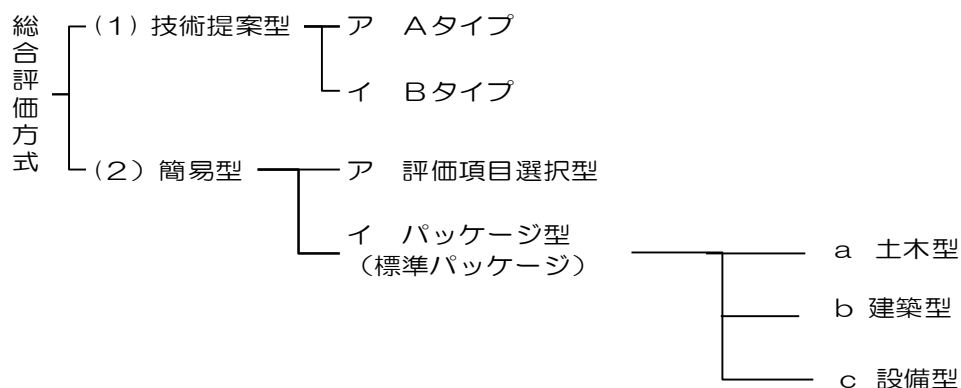 総合評価方式
(1) 技術提案型
ア　Aタイプ
イ　Bタイプ
(2) 簡易型
ア　評価項目選択型
イ　パッケージ型
（標準パッケージ）
a 土木型
b 建築型
c 設備型